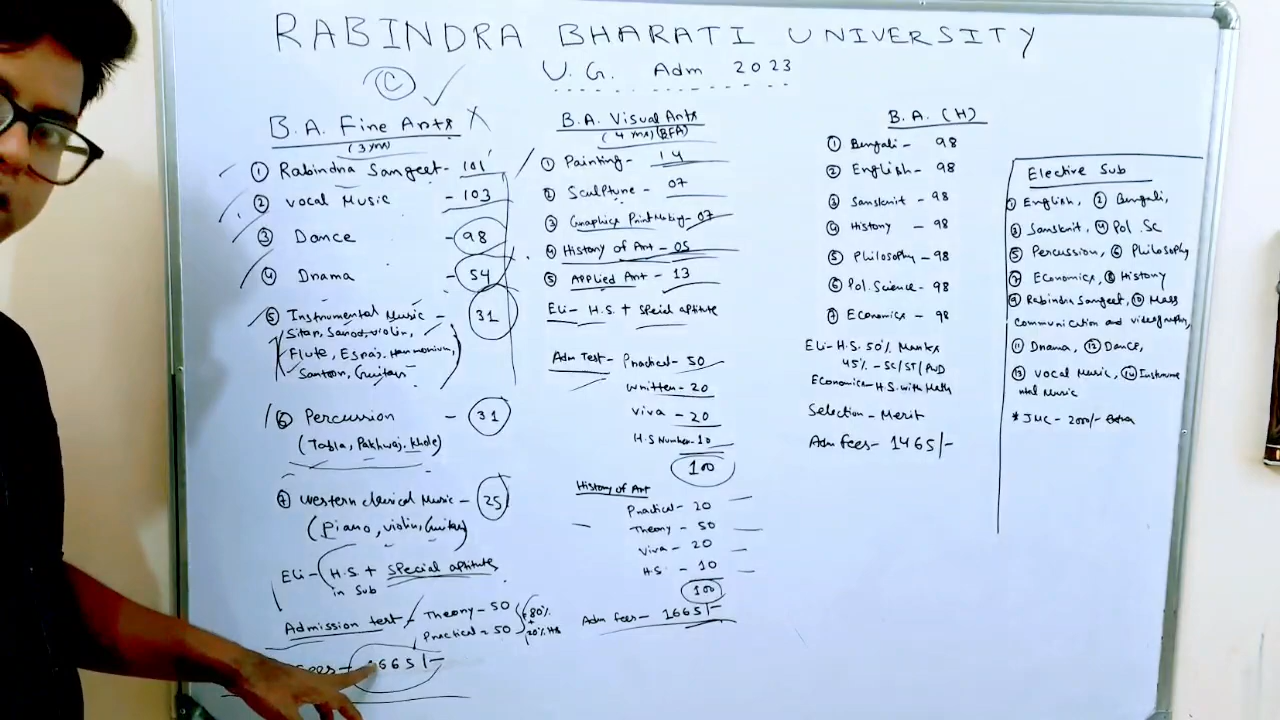 RABINDRA BHARATI UNIVERSITY
U.G. Adm 2023
C
B.A. Fine Arts
(3 yrs)
① Rabindra Sangeet - 101
② Vocal Music - 103
③ Dance - 98
④ Drama - 54
⑤ Instrumental Music - 31
Sitar, Sarod, violin,
Flute, Esraj, Harmonium,
Santoor, Guitar
⑥ Percussion - 31
(Tabla, Pakhwaj, Khole)
⑦ Western Classical Music - 25
(Piano, violin, Guitar)
Eli - H.S + Special aptitute
in Sub
Admission test - Theory - 50
Practical = 50
80%
+
20% HS
Fees - 1665/-
B.A. Visual Arts
(4 yrs) (BFA)
① Painting - 14
② Sculpture - 07
③ Graphics PrintMaking - 07
④ History of Art - 05
⑤ Applied Art - 13
Eli - H.S + Speial aptitute
Adm Test - Practical - 50
Written - 20
Viva - 20
H.S Number - 10
100
History of Art
Practical - 20
Theory - 50
Viva - 20
H.S - 10
100
Adm fees - 1665/-
B.A. (H)
① Bengali - 98
② English - 98
③ Sanskrit - 98
④ History - 98
⑤ Philosophy - 98
⑥ Pol. Science - 98
⑦ Economics - 98
Eli - H.S. 50% Marks
45% - SC/ST/PwD
Economics - H.S. with Math
Selection - Merit
Adm fees - 1465/-
Elective Sub
① English, ② Bengali,
③ Sanskrit, ④ Pol. Sc
⑤ Percussion, ⑥ Philosophy
⑦ Economics, ⑧ History
⑨ Rabindra Sangeet, ⑩ Mass
Communication and videography,
⑪ Drama, ⑫ Dance,
⑬ Vocal Music, ⑭ Instrume
ntal Music
* JMC - 2000/- Extra